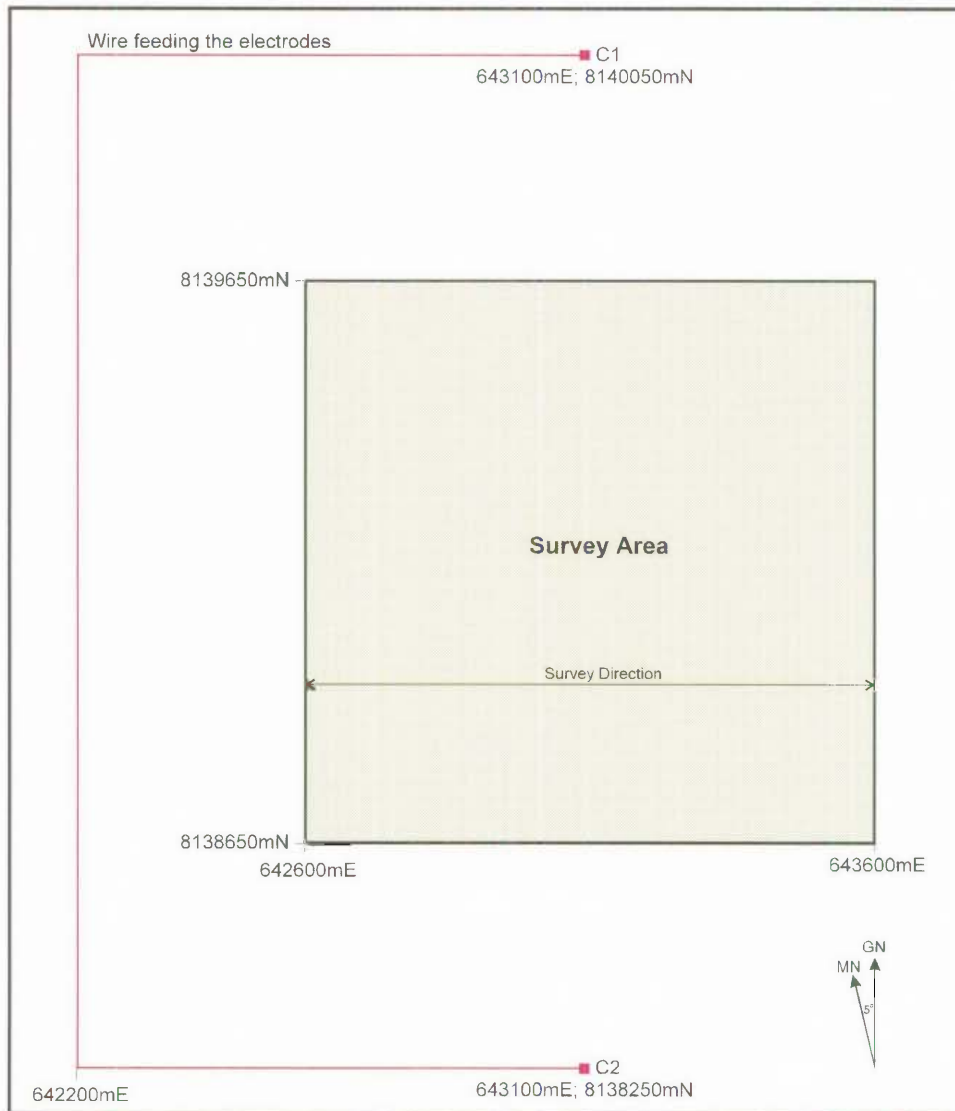 Wire feeding the electrodes
C1
643100mE; 8140050mN
8139650mN
Survey Area
Survey Direction
8138650mN
642600mE
643600mE
GN
MN
5°
C2
643100mE; 8138250mN
642200mE